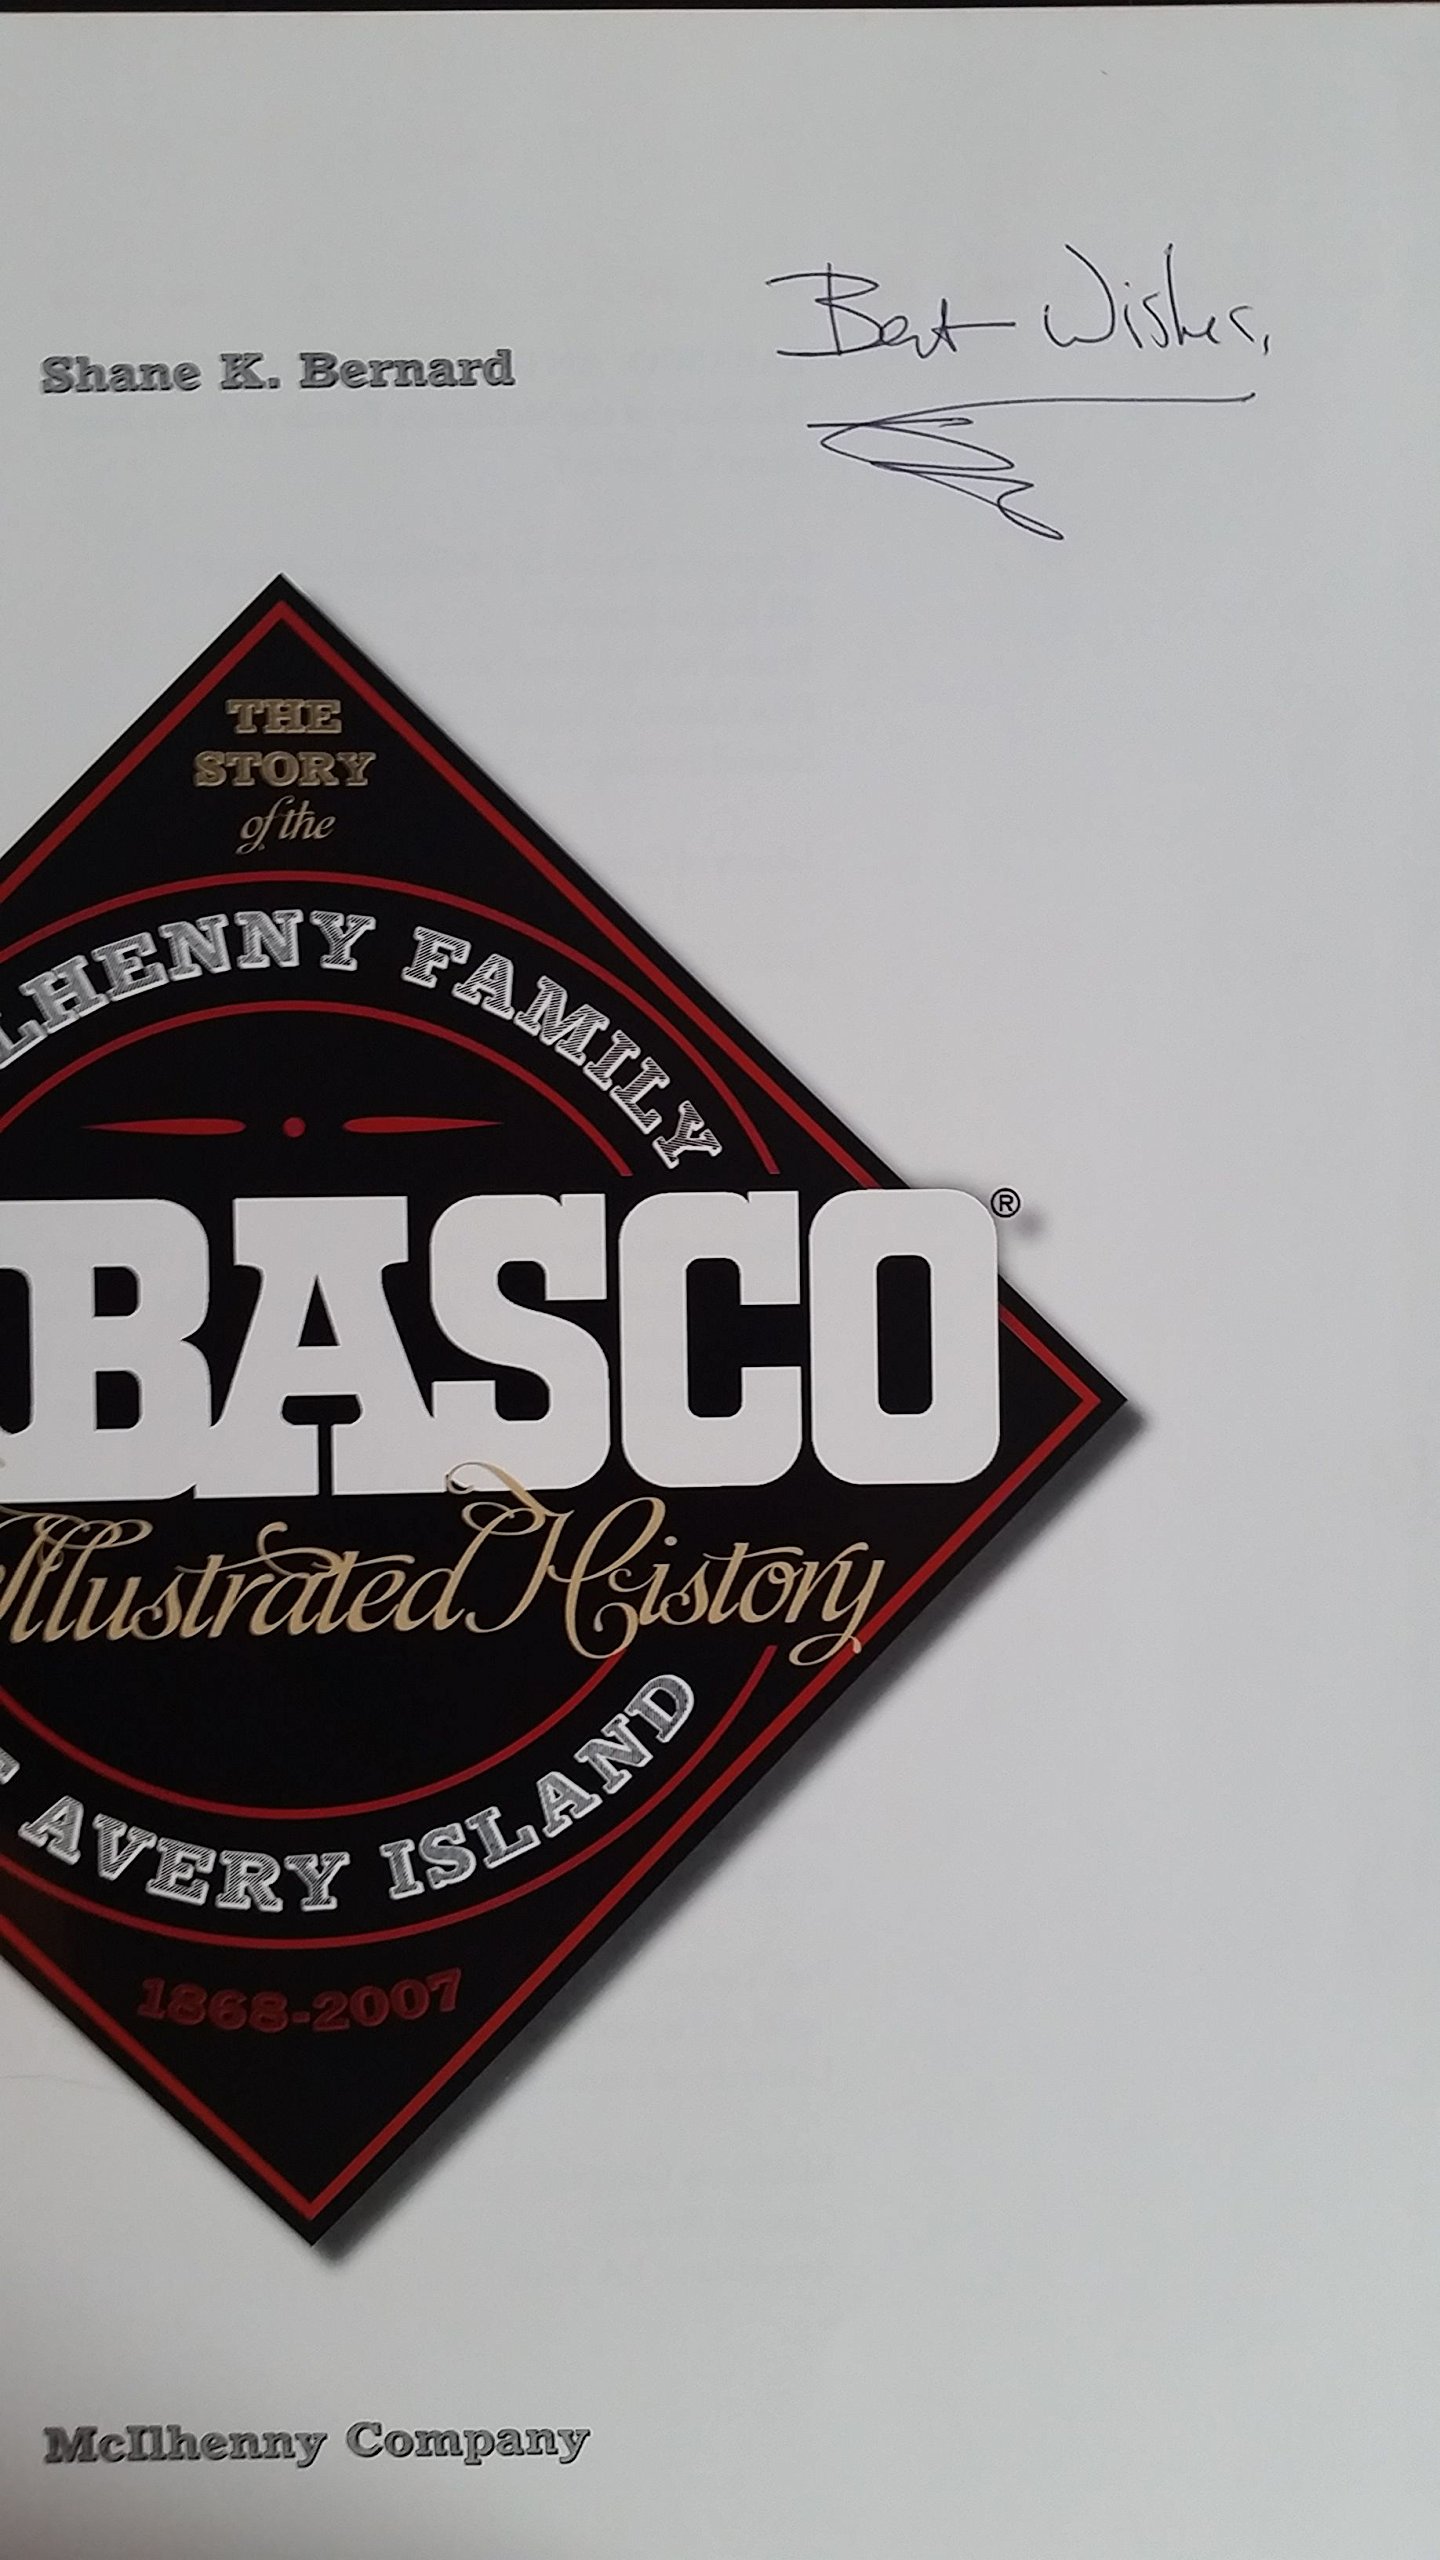 Best Wishes,
Shane K. Bernard
THE
STORY
of the
LHENNY FAMILY
BASCO®
Illustrated History
AVERY ISLAND
1868-2007
McIlhenny Company